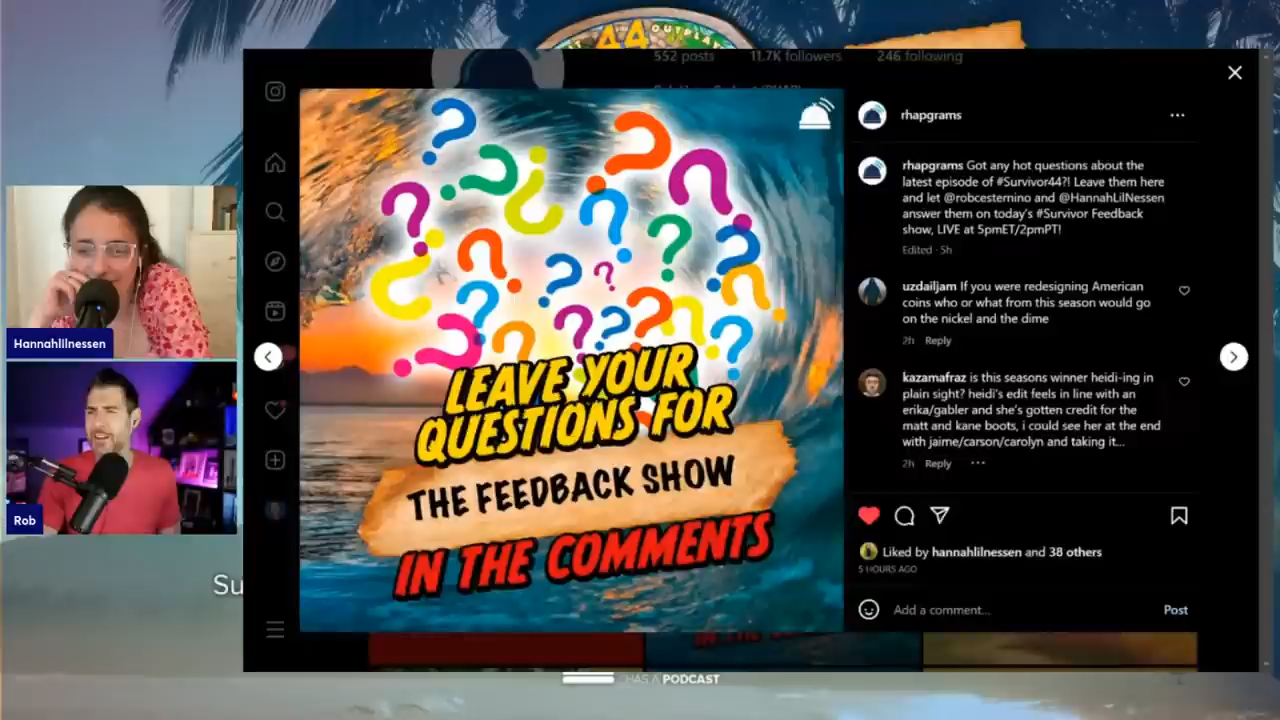 44
OUTPLAY
552 posts 11.7K followers 246 following
rhapgrams
rhapgrams Got any hot questions about the
latest episode of #Survivor44?! Leave them here
and let @robcesternino and @HannahLilNessen
answer them on today's #Survivor Feedback
show, LIVE at 5pmET/2pmPT!
Edited · 5h
uzdailjam If you were redesigning American
coins who or what from this season would go
on the nickel and the dime
2h Reply
kazamafraz is this seasons winner heidi-ing in
plain sight? heidi's edit feels in line with an
erika/gabler and she's gotten credit for the
matt and kane boots, i could see her at the end
with jaime/carson/carolyn and taking it...
2h Reply ...
Liked by hannahlilnessen and 38 others
5 HOURS AGO
Add a comment... Post
LEAVE YOUR
QUESTIONS FOR
THE FEEDBACK SHOW
IN THE COMMENTS
Hannahlilnessen
Rob
Su
HAS A PODCAST